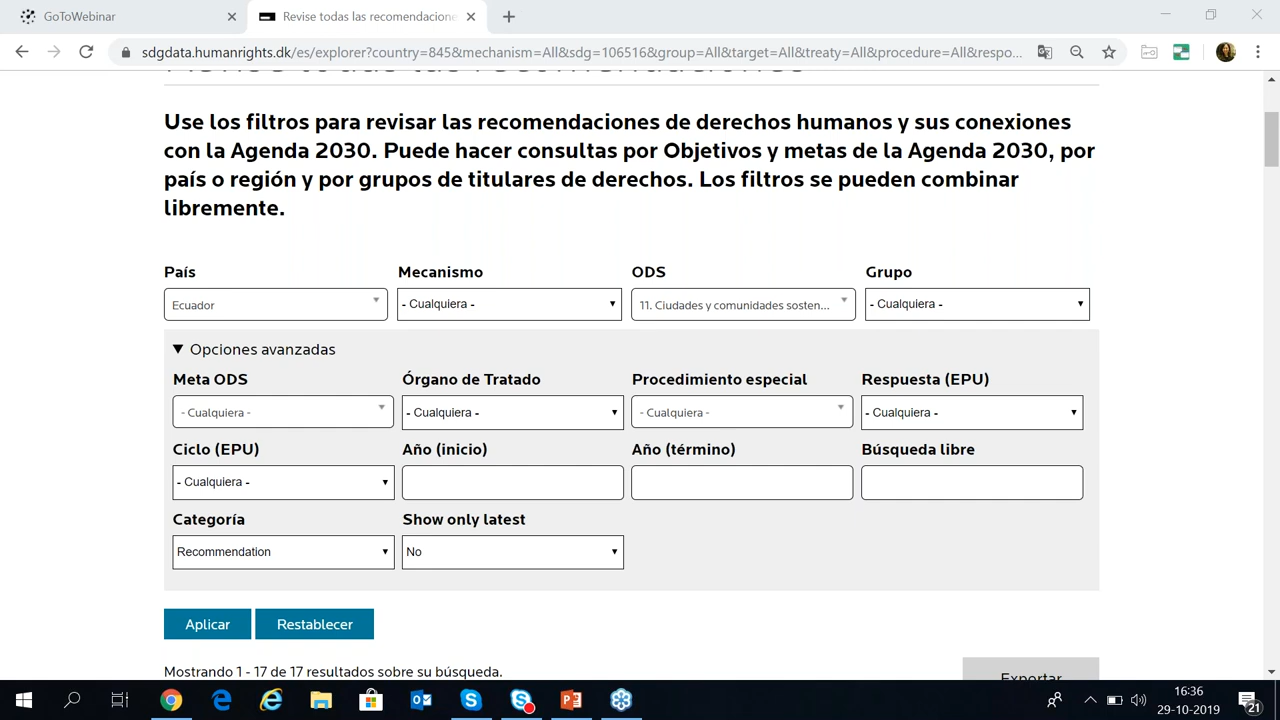 GoToWebinar
Revise todas las recomendacione
sdgdata.humanrights.dk/es/explorer?country=845&mechanism=All&sdg=106516&group=All&target=All&treaty=All&procedure=All&respo...
Revise todas las recomendaciones
Use los filtros para revisar las recomendaciones de derechos humanos y sus conexiones
con la Agenda 2030. Puede hacer consultas por Objetivos y metas de la Agenda 2030, por
país o región y por grupos de titulares de derechos. Los filtros se pueden combinar
libremente.
País Mecanismo ODS Grupo
Ecuador - Cualquiera - 11. Ciudades y comunidades sosten... - Cualquiera -
Opciones avanzadas
Meta ODS Órgano de Tratado Procedimiento especial Respuesta (EPU)
- Cualquiera - - Cualquiera - - Cualquiera - - Cualquiera -
Ciclo (EPU) Año (inicio) Año (término) Búsqueda libre
- Cualquiera -
Categoría Show only latest
Recommendation No
Aplicar Restablecer
Mostrando 1 - 17 de 17 resultados sobre su búsqueda.
Exportar
16:36
29-10-2019
21